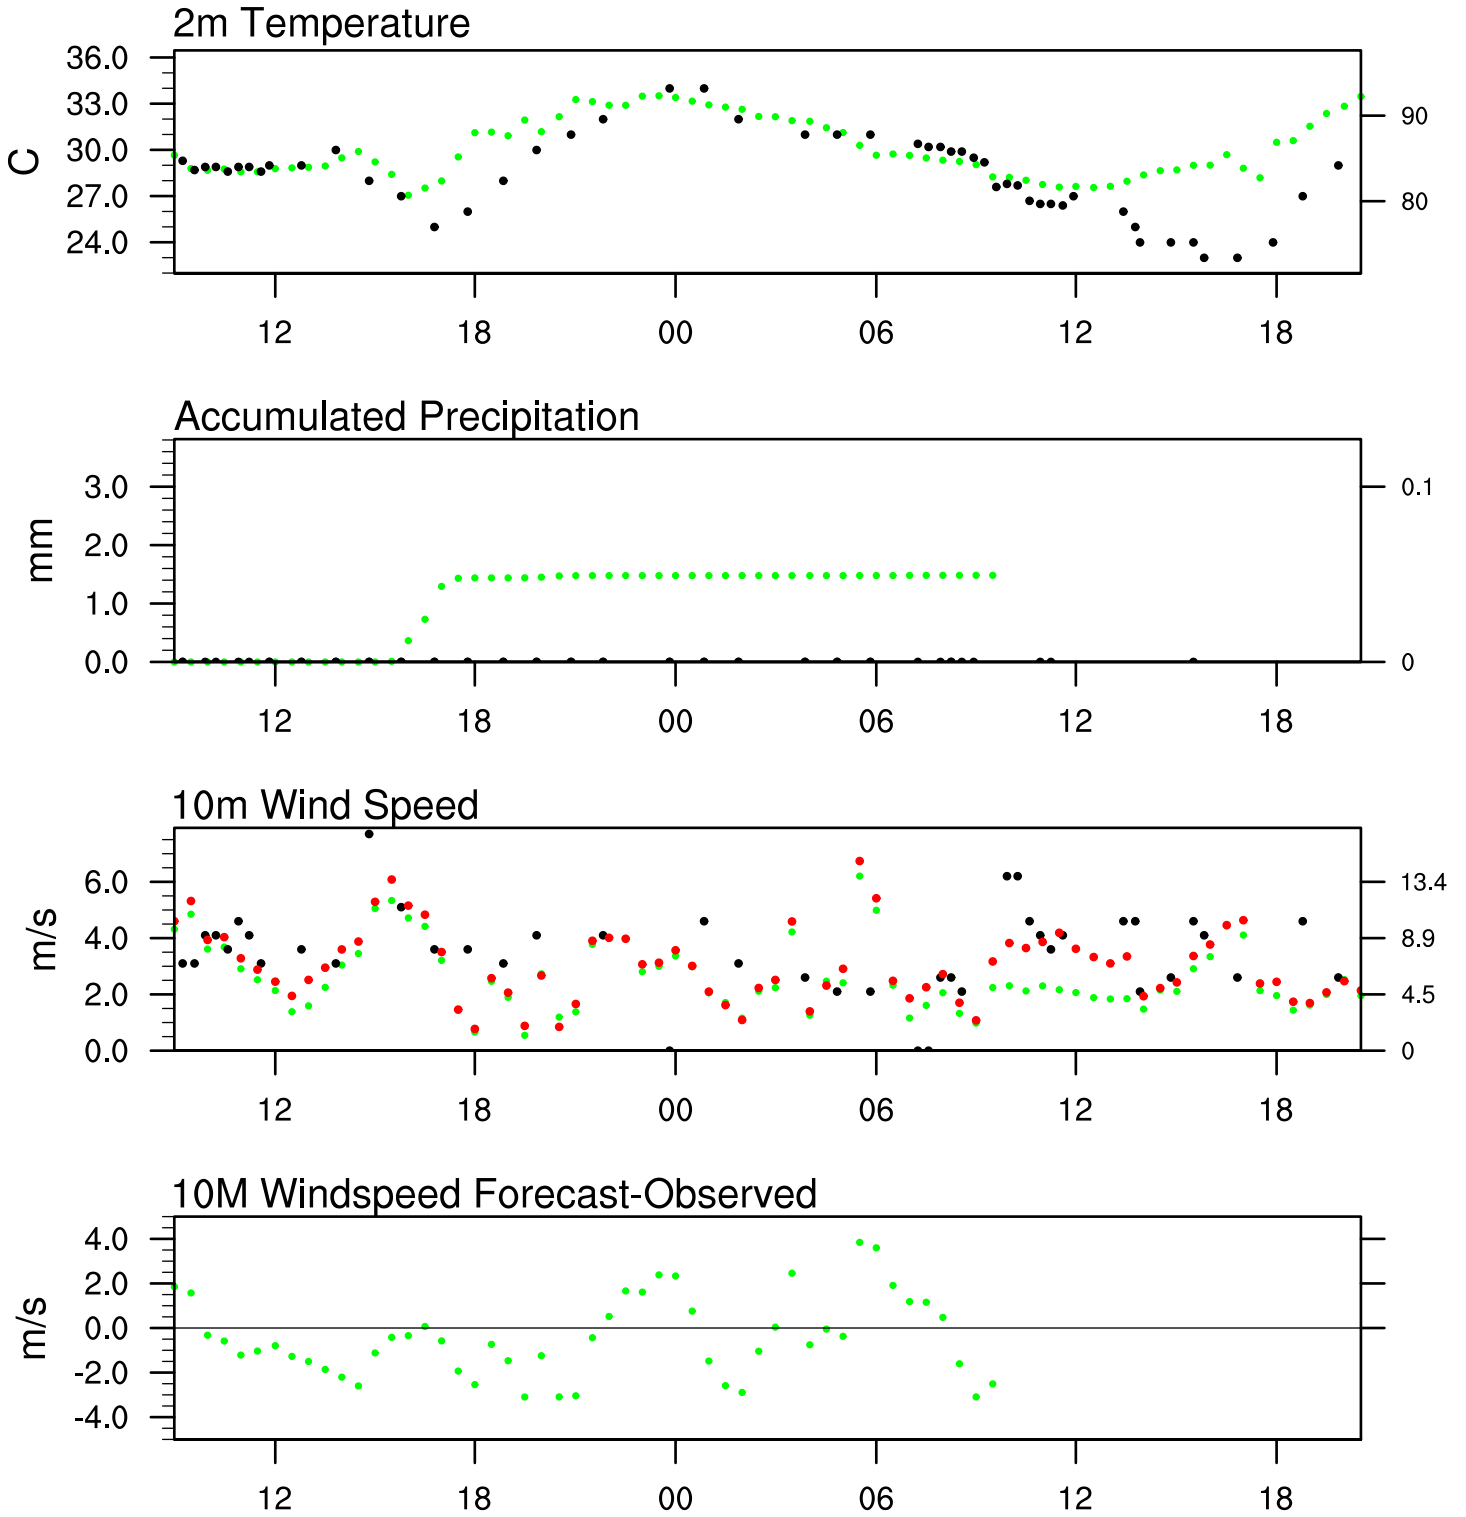 2m Temperature
36.0
33.0
30.0
27.0
24.0
C
90
80
12 18 00 06 12 18
Accumulated Precipitation
3.0
2.0
1.0
0.0
mm
0.1
0
12 18 00 06 12 18
10m Wind Speed
6.0
4.0
2.0
0.0
m/s
13.4
8.9
4.5
0
12 18 00 06 12 18
10M Windspeed Forecast-Observed
4.0
2.0
0.0
-2.0
-4.0
m/s
12 18 00 06 12 18